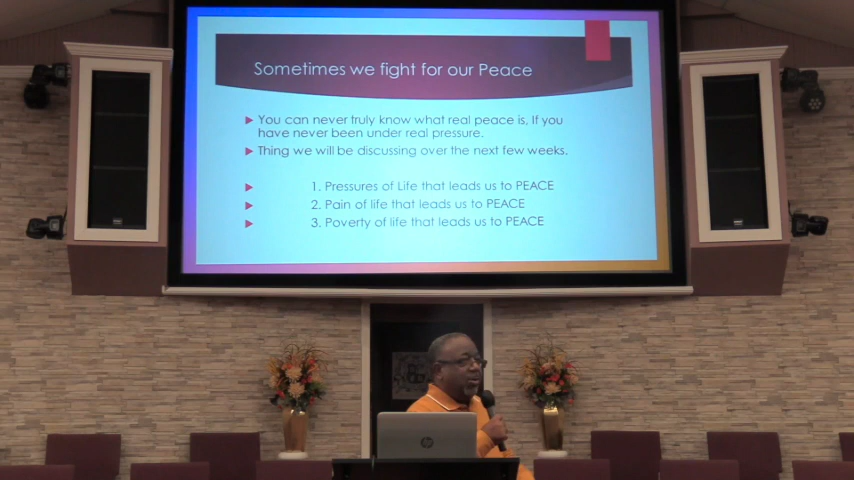 Sometimes we fight for our Peace
You can never truly know what real peace is, If you
have never been under real pressure.
Thing we will be discussing over the next few weeks.
1. Pressures of Life that leads us to PEACE
2. Pain of life that leads us to PEACE
3. Poverty of life that leads us to PEACE
hp